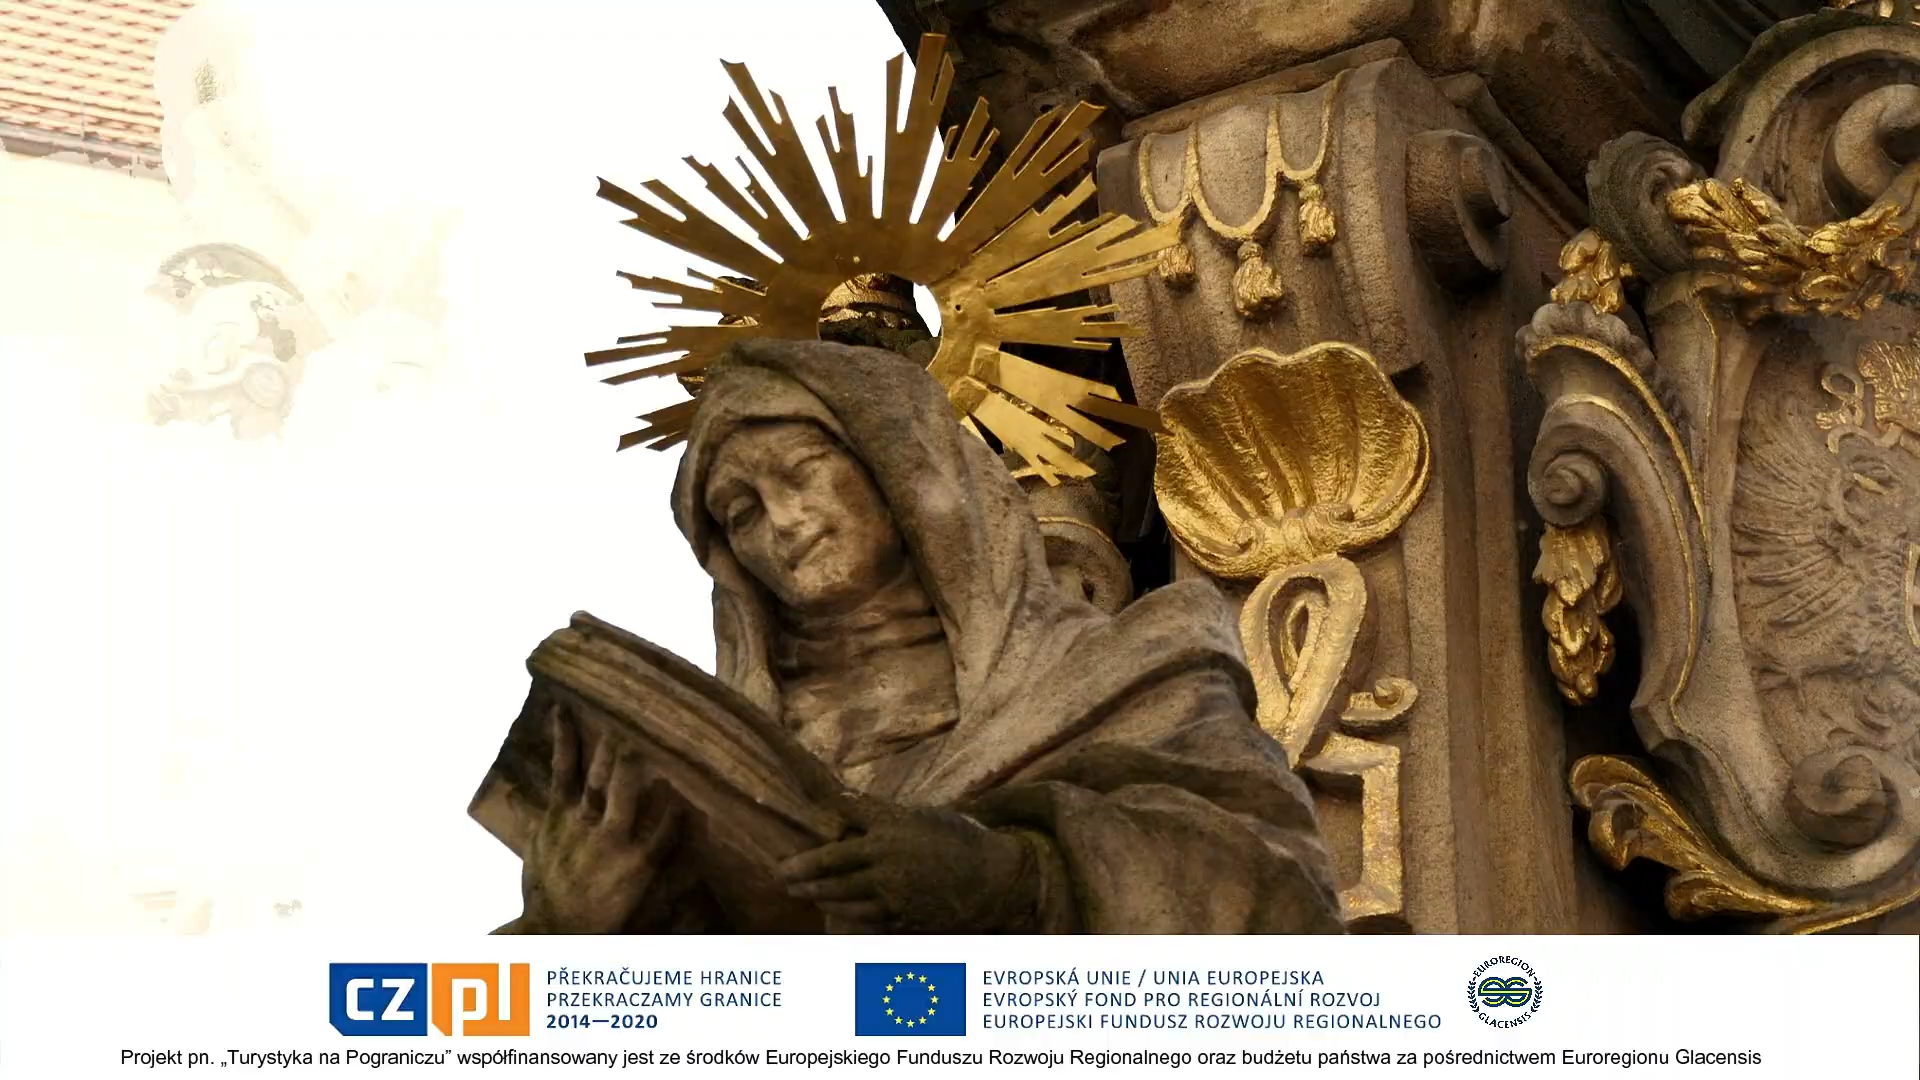 cz pl
PŘEKRAČUJEME HRANICE
PRZEKRACZAMY GRANICE
2014—2020
EVROPSKÁ UNIE / UNIA EUROPEJSKA
EVROPSKÝ FOND PRO REGIONÁLNÍ ROZVOJ
EUROPEJSKI FUNDUSZ ROZWOJU REGIONALNEGO
EUROREGION
GLACENSIS
Projekt pn. „Turystyka na Pograniczu” współfinansowany jest ze środków Europejskiego Funduszu Rozwoju Regionalnego oraz budżetu państwa za pośrednictwem Euroregionu Glacensis